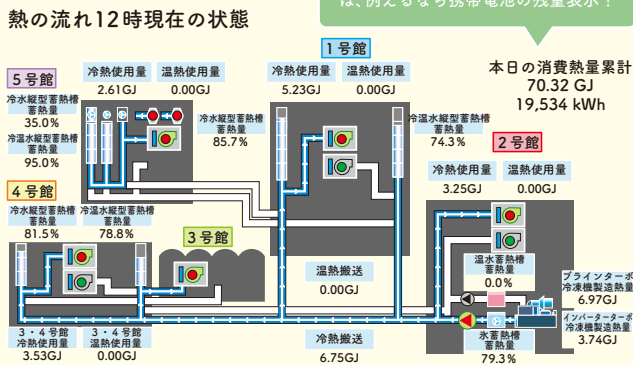 は、例えるなら携帯電池の残量表示！
熱の流れ12時現在の状態
本日の消費熱量累計
70.32 GJ
19,534 kWh
5号館
冷熱使用量
2.61GJ
温熱使用量
0.00GJ
冷水縦型蓄熱槽
蓄熱量
35.0%
冷温水縦型蓄熱槽
蓄熱量
95.0%
1号館
冷熱使用量
5.23GJ
温熱使用量
0.00GJ
冷水縦型蓄熱槽
蓄熱量
85.7%
冷温水縦型蓄熱槽
蓄熱量
74.3%
2号館
冷熱使用量
3.25GJ
温熱使用量
0.00GJ
4号館
冷水縦型蓄熱槽
蓄熱量
81.5%
冷温水縦型蓄熱槽
蓄熱量
78.8%
3号館
温熱搬送
0.00GJ
温水蓄熱槽
蓄熱量
0.0%
ブラインターボ
冷凍機製造熱量
6.97GJ
インバーターターボ
冷凍機製造熱量
3.74GJ
3・4号館
冷熱使用量
3.53GJ
3・4号館
温熱使用量
0.00GJ
冷熱搬送
6.75GJ
氷蓄熱槽
蓄熱量
79.3%